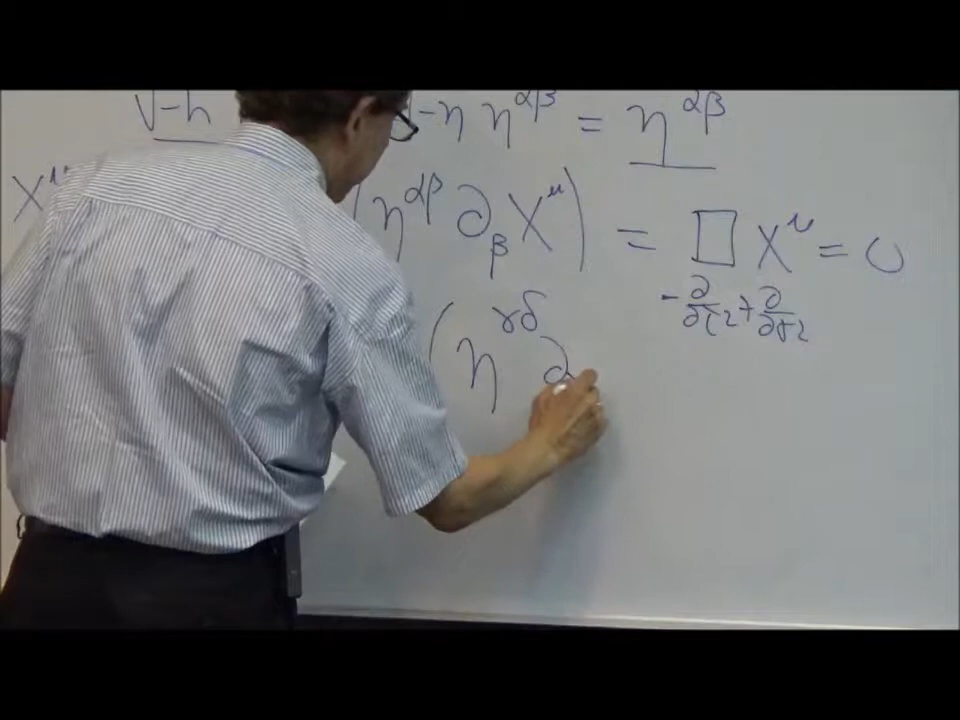 √-h √-η η^{αβ} = η^{αβ}
X^μ (η^{αβ} ∂_β X^μ) = □ X^μ = 0
-∂/∂τ² + ∂/∂σ²
(η^{γδ} ∂